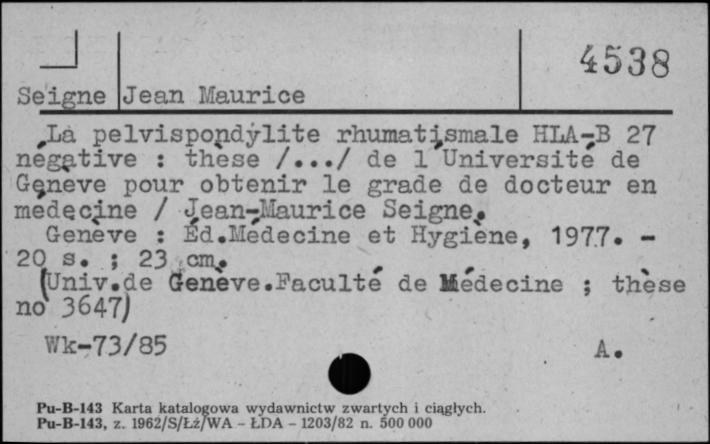 4538
Seigne Jean Maurice
La pelvispondylite rhumatismale HLA-B 27
négative : thèse /.../ de l'Université de
Genève pour obtenir le grade de docteur en
médecine / Jean-Maurice Seigne.
Genève : Éd.Médecine et Hygiène, 1977. -
20 s. ; 23 cm.
(Univ.de Genève.Faculté de Médecine ; thèse
no 3647)
Wk-73/85 A.
Pu-B-143 Karta katalogowa wydawnictw zwartych i ciągłych.
Pu-B-143, z. 1962/S/Łż/WA - ŁDA - 1203/82 n. 500 000